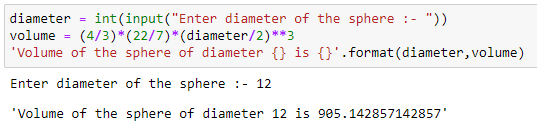 diameter = int(input("Enter diameter of the sphere :- "))
volume = (4/3)*(22/7)*(diameter/2)**3
'Volume of the sphere of diameter {} is {}'.format(diameter,volume)
Enter diameter of the sphere :- 12
'Volume of the sphere of diameter 12 is 905.142857142857'